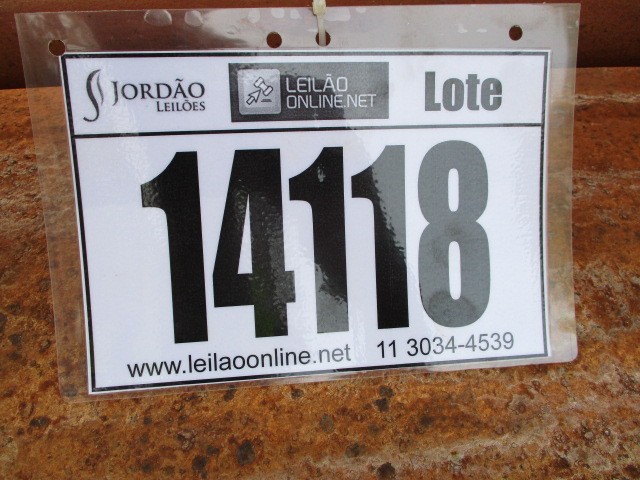 JORDÃO
LEILÕES
LEILÃO
ONLINE.NET
Lote
14118
www.leilaoonline.net
11 3034-4539